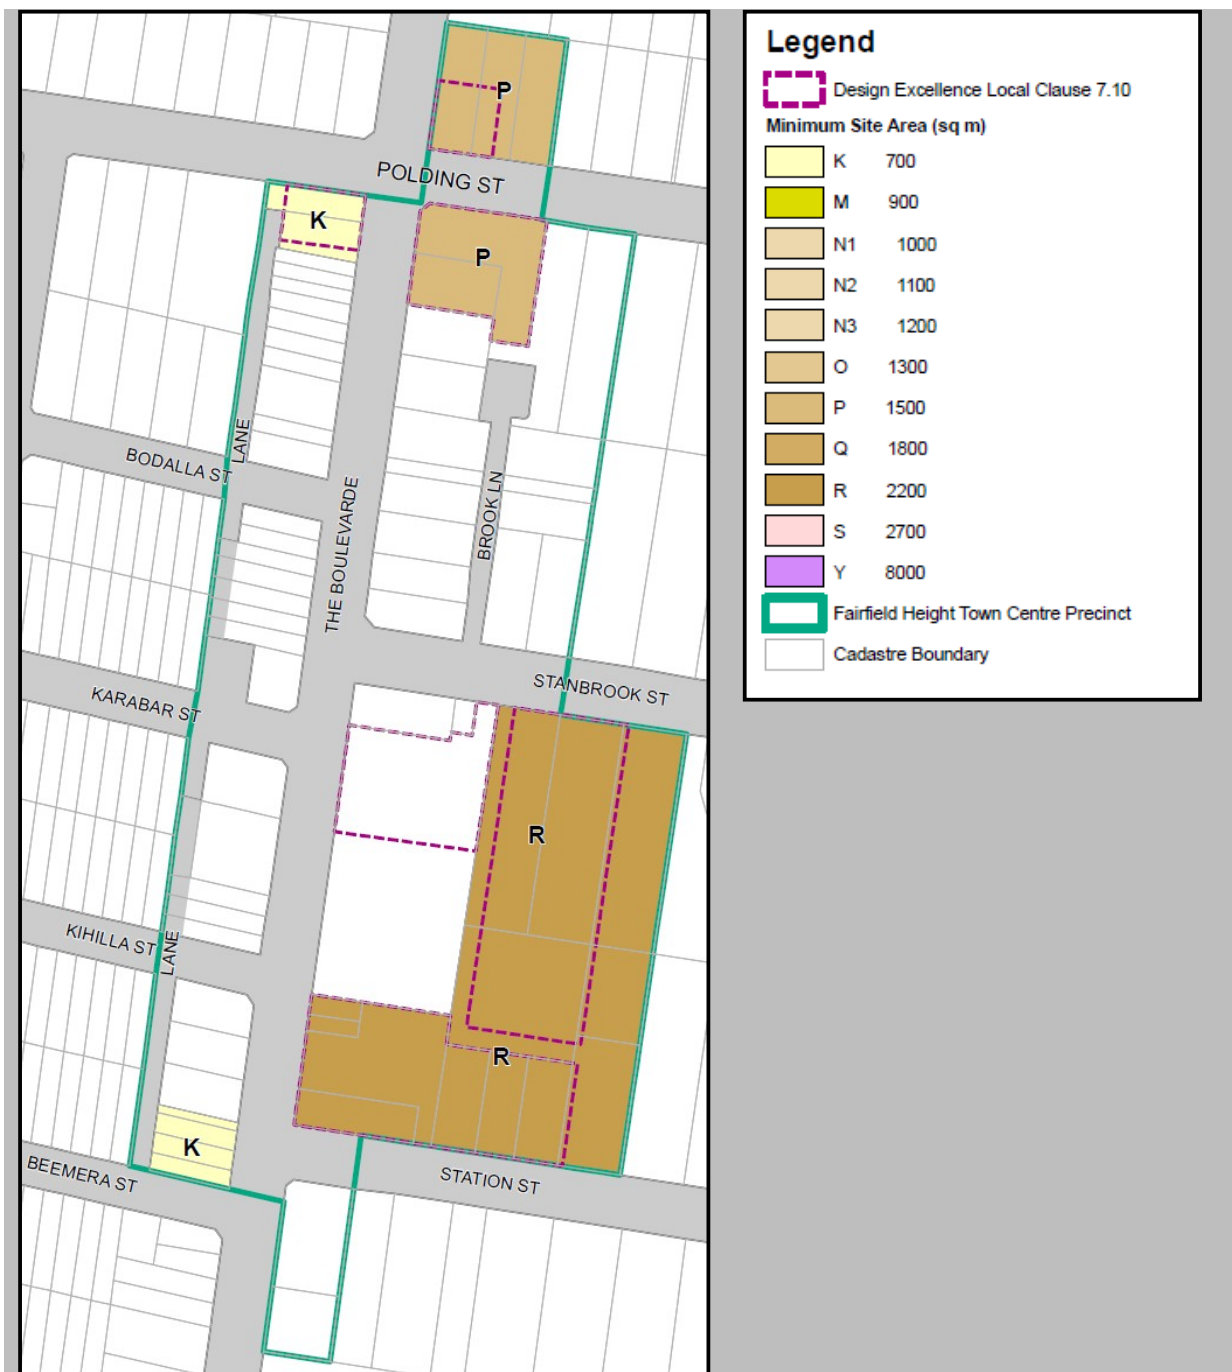 P
POLDING ST
K
P
LANE
BODALLA ST
THE BOULEVARDE
BROOK LN
STANBROOK ST
KARABAR ST
R
KIHILLA ST
LANE
R
K
BEEMERA ST
STATION ST
Legend
Design Excellence Local Clause 7.10
Minimum Site Area (sq m)
K 700
M 900
N1 1000
N2 1100
N3 1200
O 1300
P 1500
Q 1800
R 2200
S 2700
Y 8000
Fairfield Height Town Centre Precinct
Cadastre Boundary